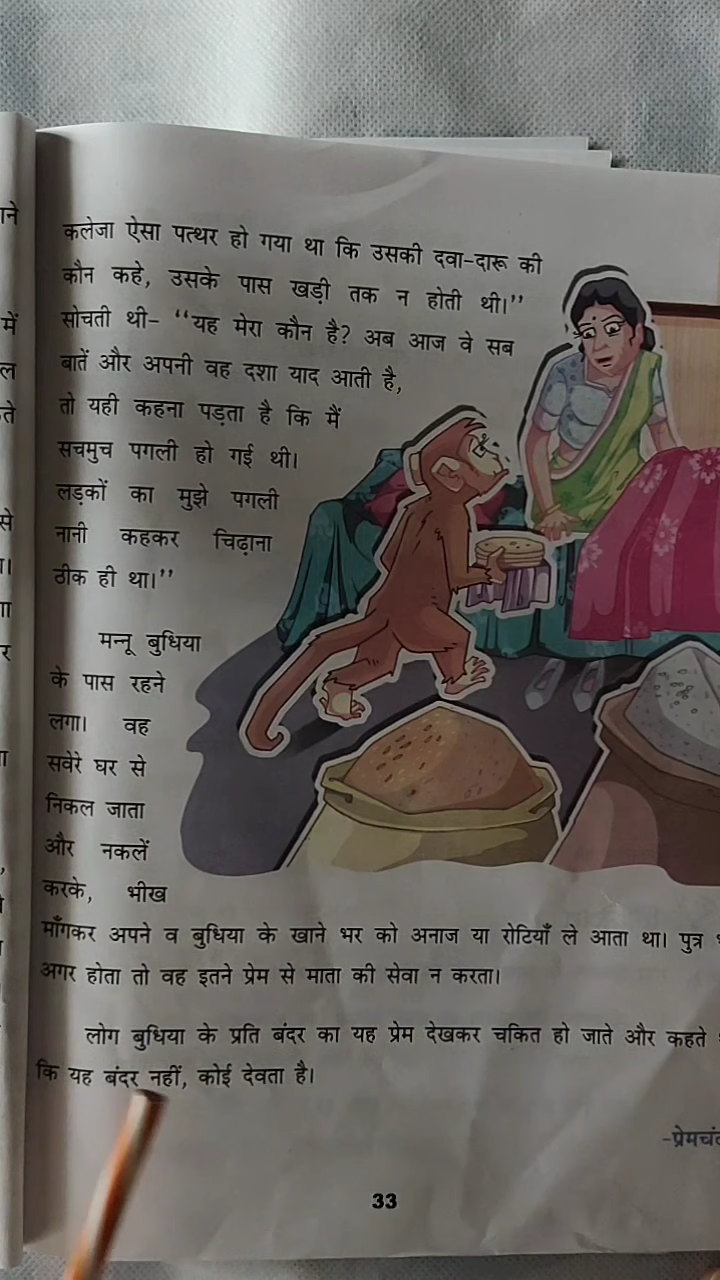 कलेजा ऐसा पत्थर हो गया था कि उसकी दवा-दारू की
कौन कहे, उसके पास खड़ी तक न होती थी।”
सोचती थी- “यह मेरा कौन है? अब आज वे सब
बातें और अपनी वह दशा याद आती है,
तो यही कहना पड़ता है कि मैं
सचमुच पगली हो गई थी।
लड़कों का मुझे पगली
नानी कहकर चिढ़ाना
ठीक ही था।”
मन्नू बुधिया
के पास रहने
लगा। वह
सवेरे घर से
निकल जाता
और नकलें
करके, भीख
माँगकर अपने व बुधिया के खाने भर को अनाज या रोटियाँ ले आता था। पुत्र
अगर होता तो वह इतने प्रेम से माता की सेवा न करता।
लोग बुधिया के प्रति बंदर का यह प्रेम देखकर चकित हो जाते और कहते
कि यह बंदर नहीं, कोई देवता है।
33